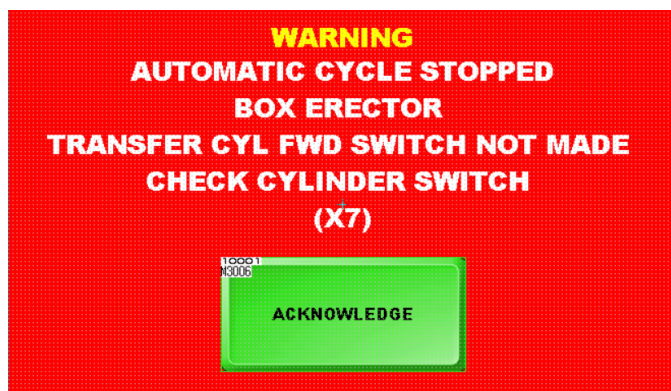 WARNING
AUTOMATIC CYCLE STOPPED
BOX ERECTOR
TRANSFER CYL FWD SWITCH NOT MADE
CHECK CYLINDER SWITCH
(X7)
10001
M3006
ACKNOWLEDGE